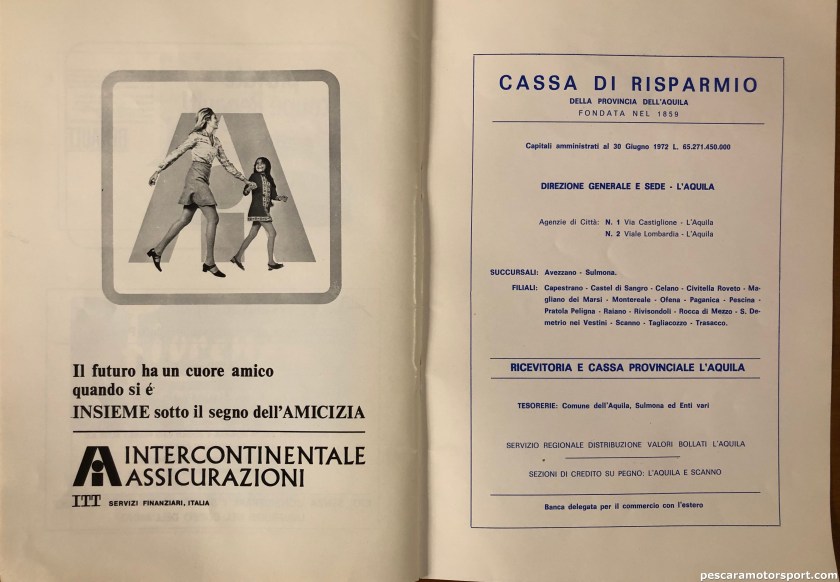 Il futuro ha un cuore amico
quando si é
INSIEME sotto il segno dell'AMICIZIA
INTERCONTINENTALE
ASSICURAZIONI
ITT SERVIZI FINANZIARI, ITALIA
CASSA DI RISPARMIO
DELLA PROVINCIA DELL'AQUILA
FONDATA NEL 1859
Capitali amministrati al 30 Giugno 1972 L. 65.271.450.000
DIREZIONE GENERALE E SEDE - L'AQUILA
Agenzie di Città: N. 1 Via Castiglione - L'Aquila
N. 2 Viale Lombardia - L'Aquila
SUCCURSALI: Avezzano - Sulmona.
FILIALI: Capestrano - Castel di Sangro - Celano - Civitella Roveto - Ma-
gliano dei Marsi - Montereale - Ofena - Paganica - Pescina -
Pratola Peligna - Raiano - Rivisondoli - Rocca di Mezzo - S. De-
metrio nei Vestini - Scanno - Tagliacozzo - Trasacco.
RICEVITORIA E CASSA PROVINCIALE L'AQUILA
TESORERIE: Comune dell'Aquila, Sulmona ed Enti vari
SERVIZIO REGIONALE DISTRIBUZIONE VALORI BOLLATI L'AQUILA
SEZIONI DI CREDITO SU PEGNO: L'AQUILA E SCANNO
Banca delegata per il commercio con l'estero
pescaramotorsport.com